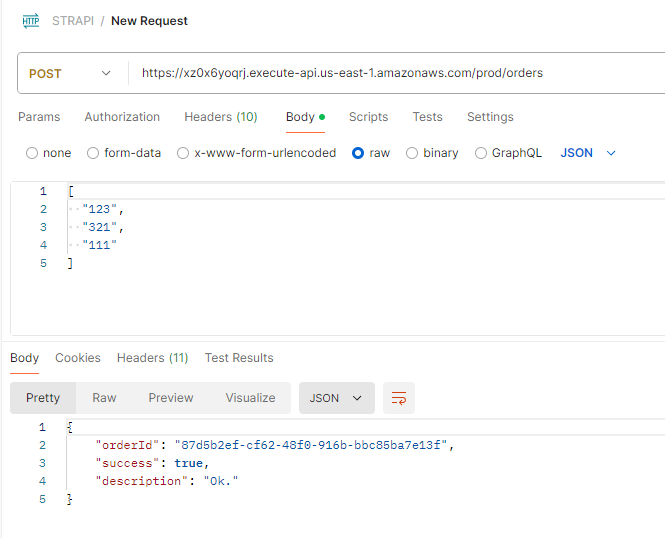 HTTP STRAPI / New Request
POST https://xz0x6yoqrj.execute-api.us-east-1.amazonaws.com/prod/orders
Params Authorization Headers (10) Body Scripts Tests Settings
none form-data x-www-form-urlencoded raw binary GraphQL JSON
1 [
2 "123",
3 "321",
4 "111"
5 ]
Body Cookies Headers (11) Test Results
Pretty Raw Preview Visualize JSON
1 {
2 "orderId": "87d5b2ef-cf62-48f0-916b-bbc85ba7e13f",
3 "success": true,
4 "description": "Ok."
5 }